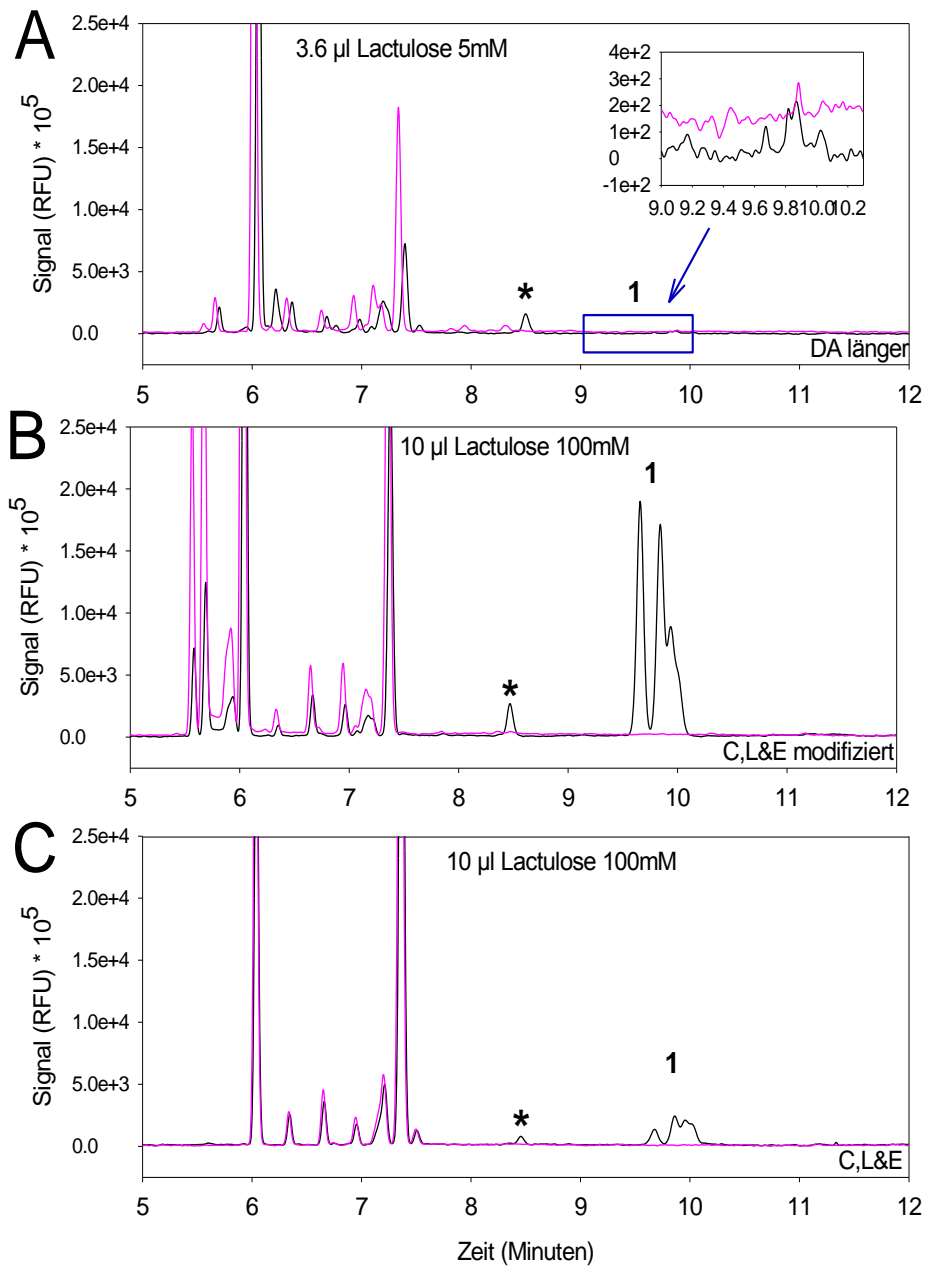 A
3.6 µl Lactulose 5mM
Signal (RFU) * 10⁵
2.5e+4
2.0e+4
1.5e+4
1.0e+4
5.0e+3
0.0
4e+2
3e+2
2e+2
1e+2
0
-1e+2
9.0 9.2 9.4 9.6 9.8 10.0 10.2
*
1
DA länger
5 6 7 8 9 10 11 12
B
10 µl Lactulose 100mM
Signal (RFU) * 10⁵
2.5e+4
2.0e+4
1.5e+4
1.0e+4
5.0e+3
0.0
*
1
C,L&E modifiziert
5 6 7 8 9 10 11 12
C
10 µl Lactulose 100mM
Signal (RFU) * 10⁵
2.5e+4
2.0e+4
1.5e+4
1.0e+4
5.0e+3
0.0
*
1
C,L&E
5 6 7 8 9 10 11 12
Zeit (Minuten)